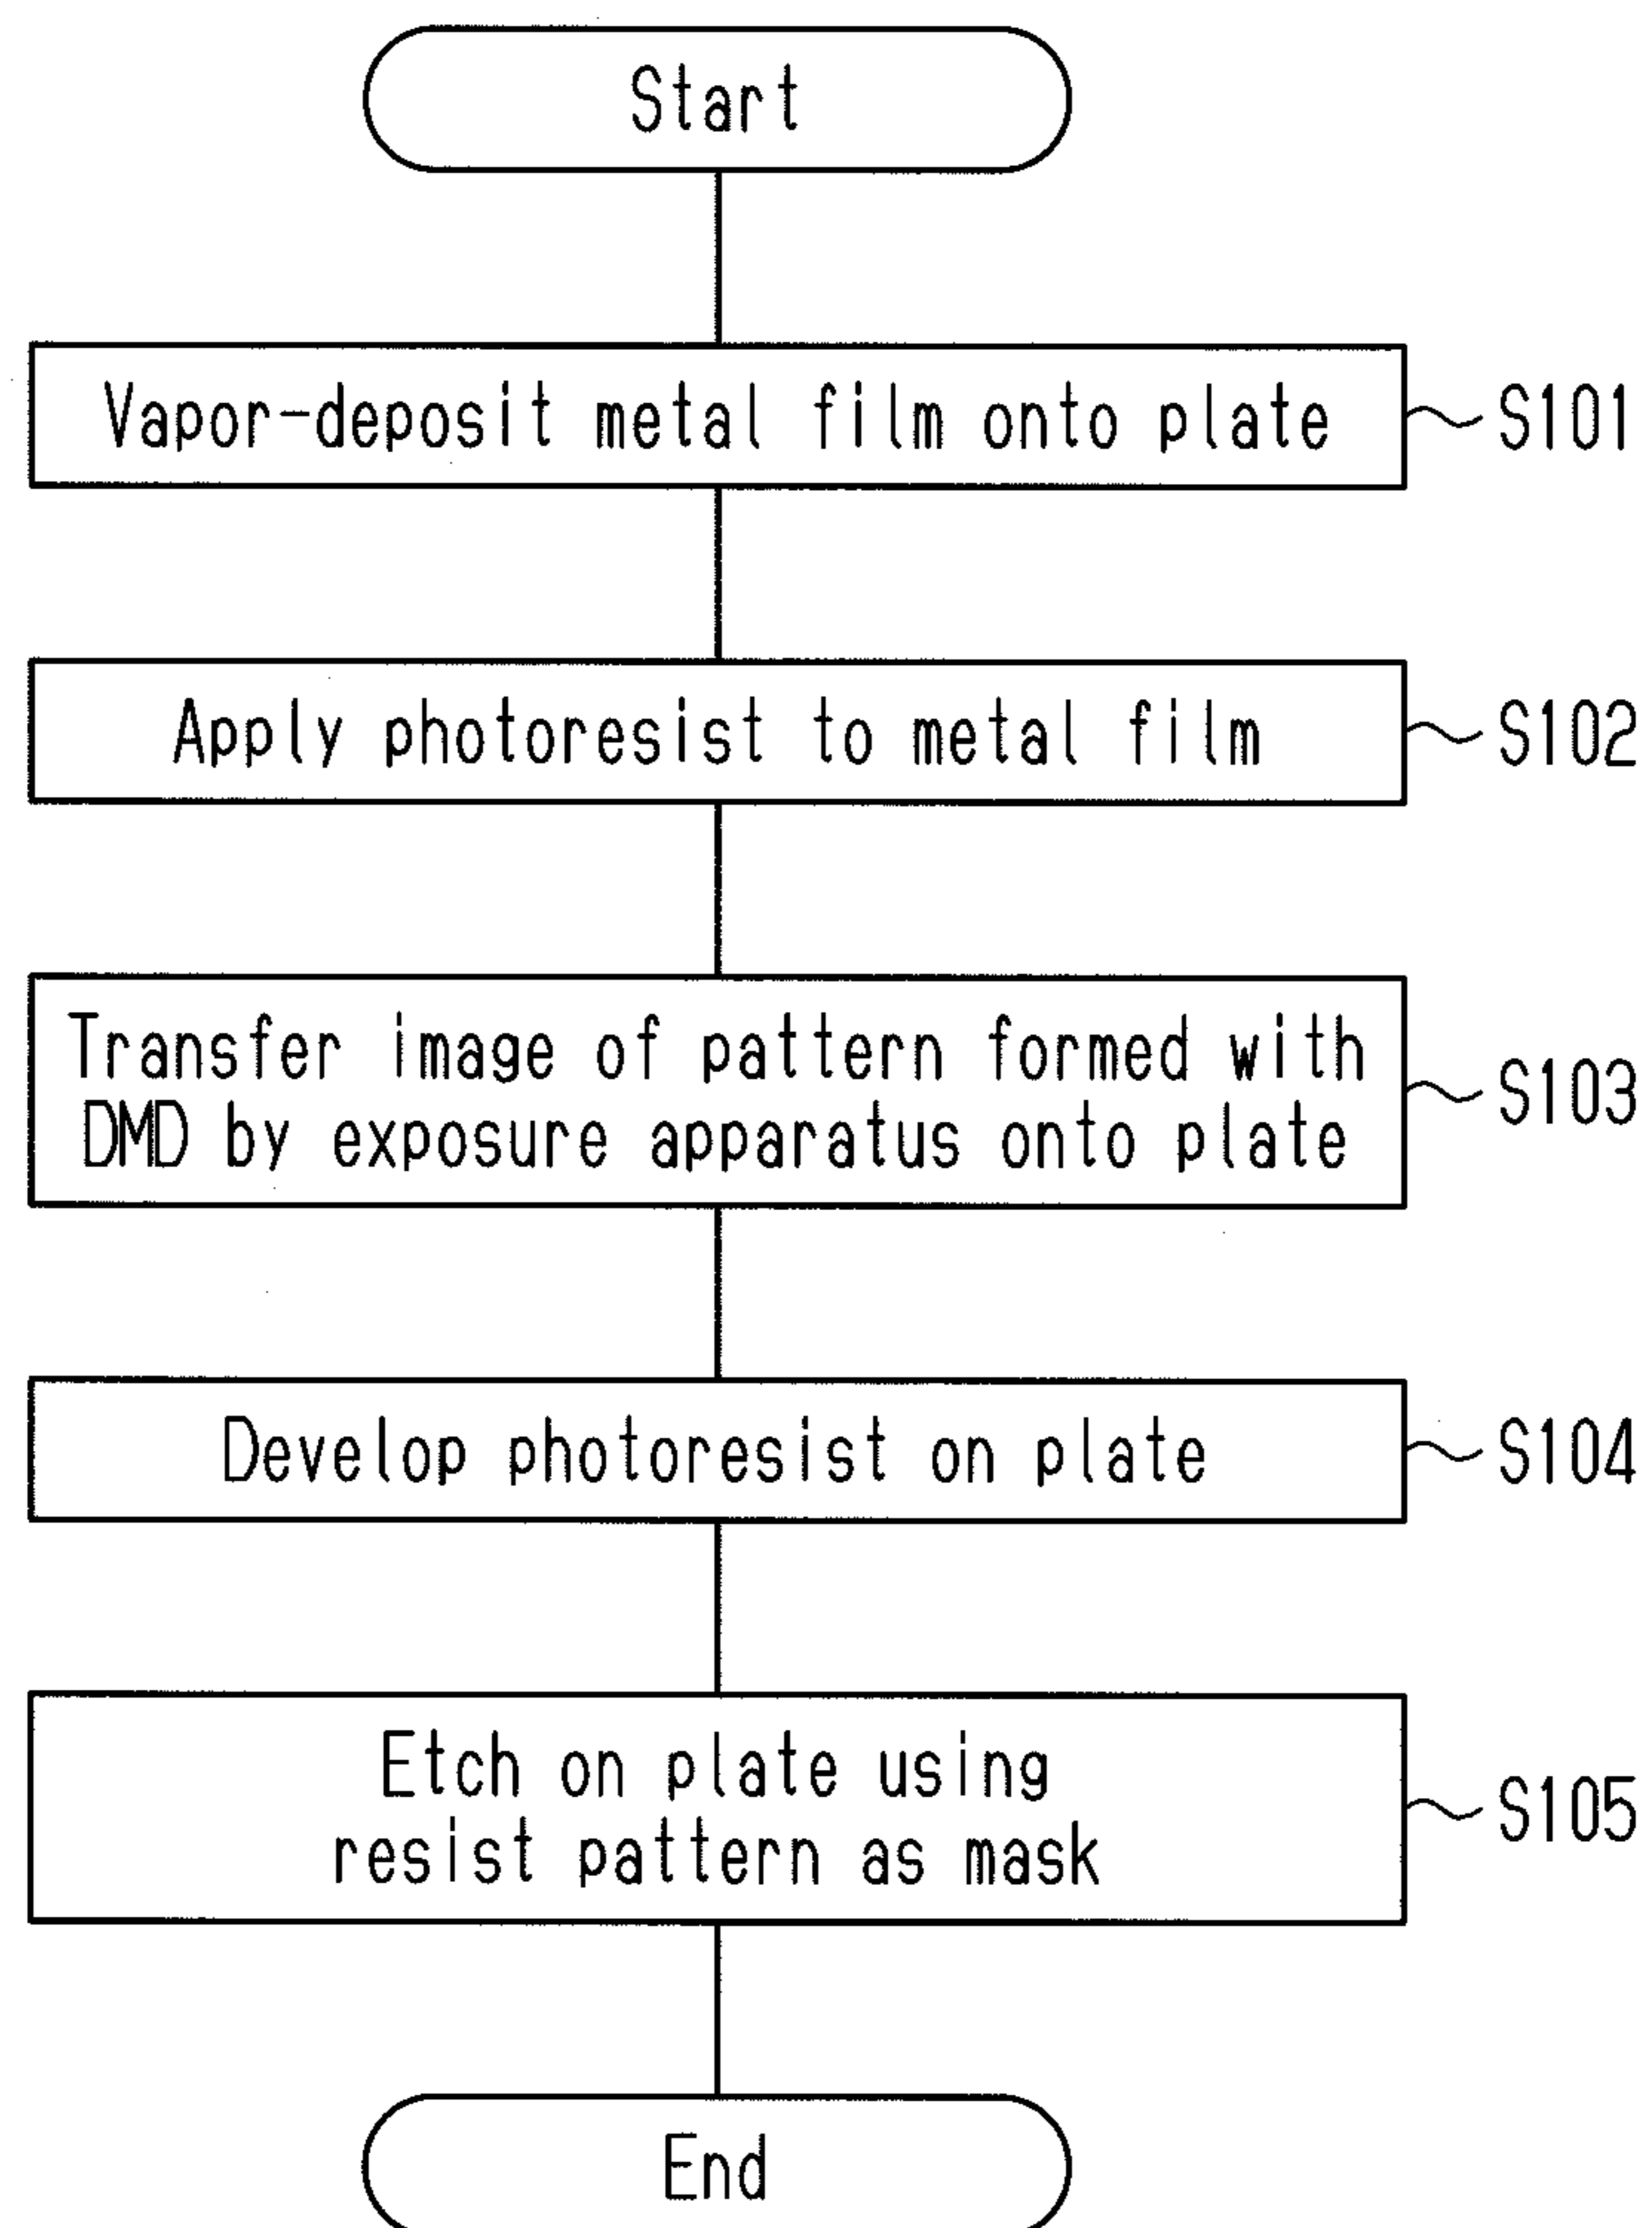 Start
Vapor-deposit metal film onto plate
S101
Apply photoresist to metal film
S102
Transfer image of pattern formed with
DMD by exposure apparatus onto plate
S103
Develop photoresist on plate
S104
Etch on plate using
resist pattern as mask
S105
End